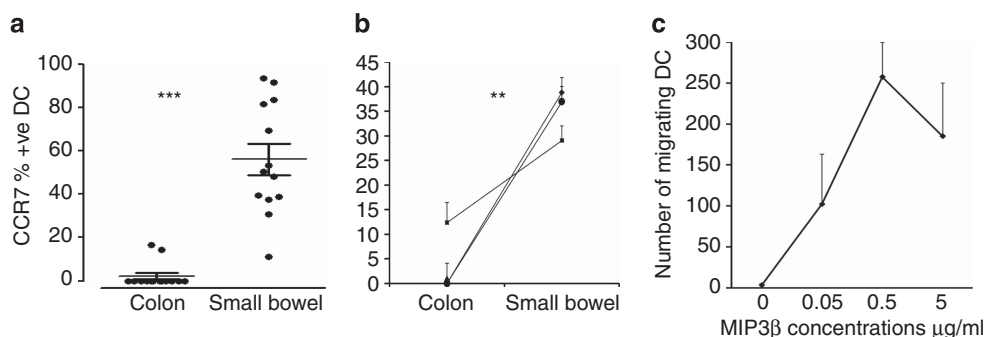 a
CCR7 % +ve DC
100
80
60
40
20
0
***
Colon
Small bowel
b
45
40
35
30
25
20
15
10
5
0
**
Colon
Small bowel
c
Number of migrating DC
300
250
200
150
100
50
0
0 0.05 0.5 5
MIP3β concentrations μg/ml